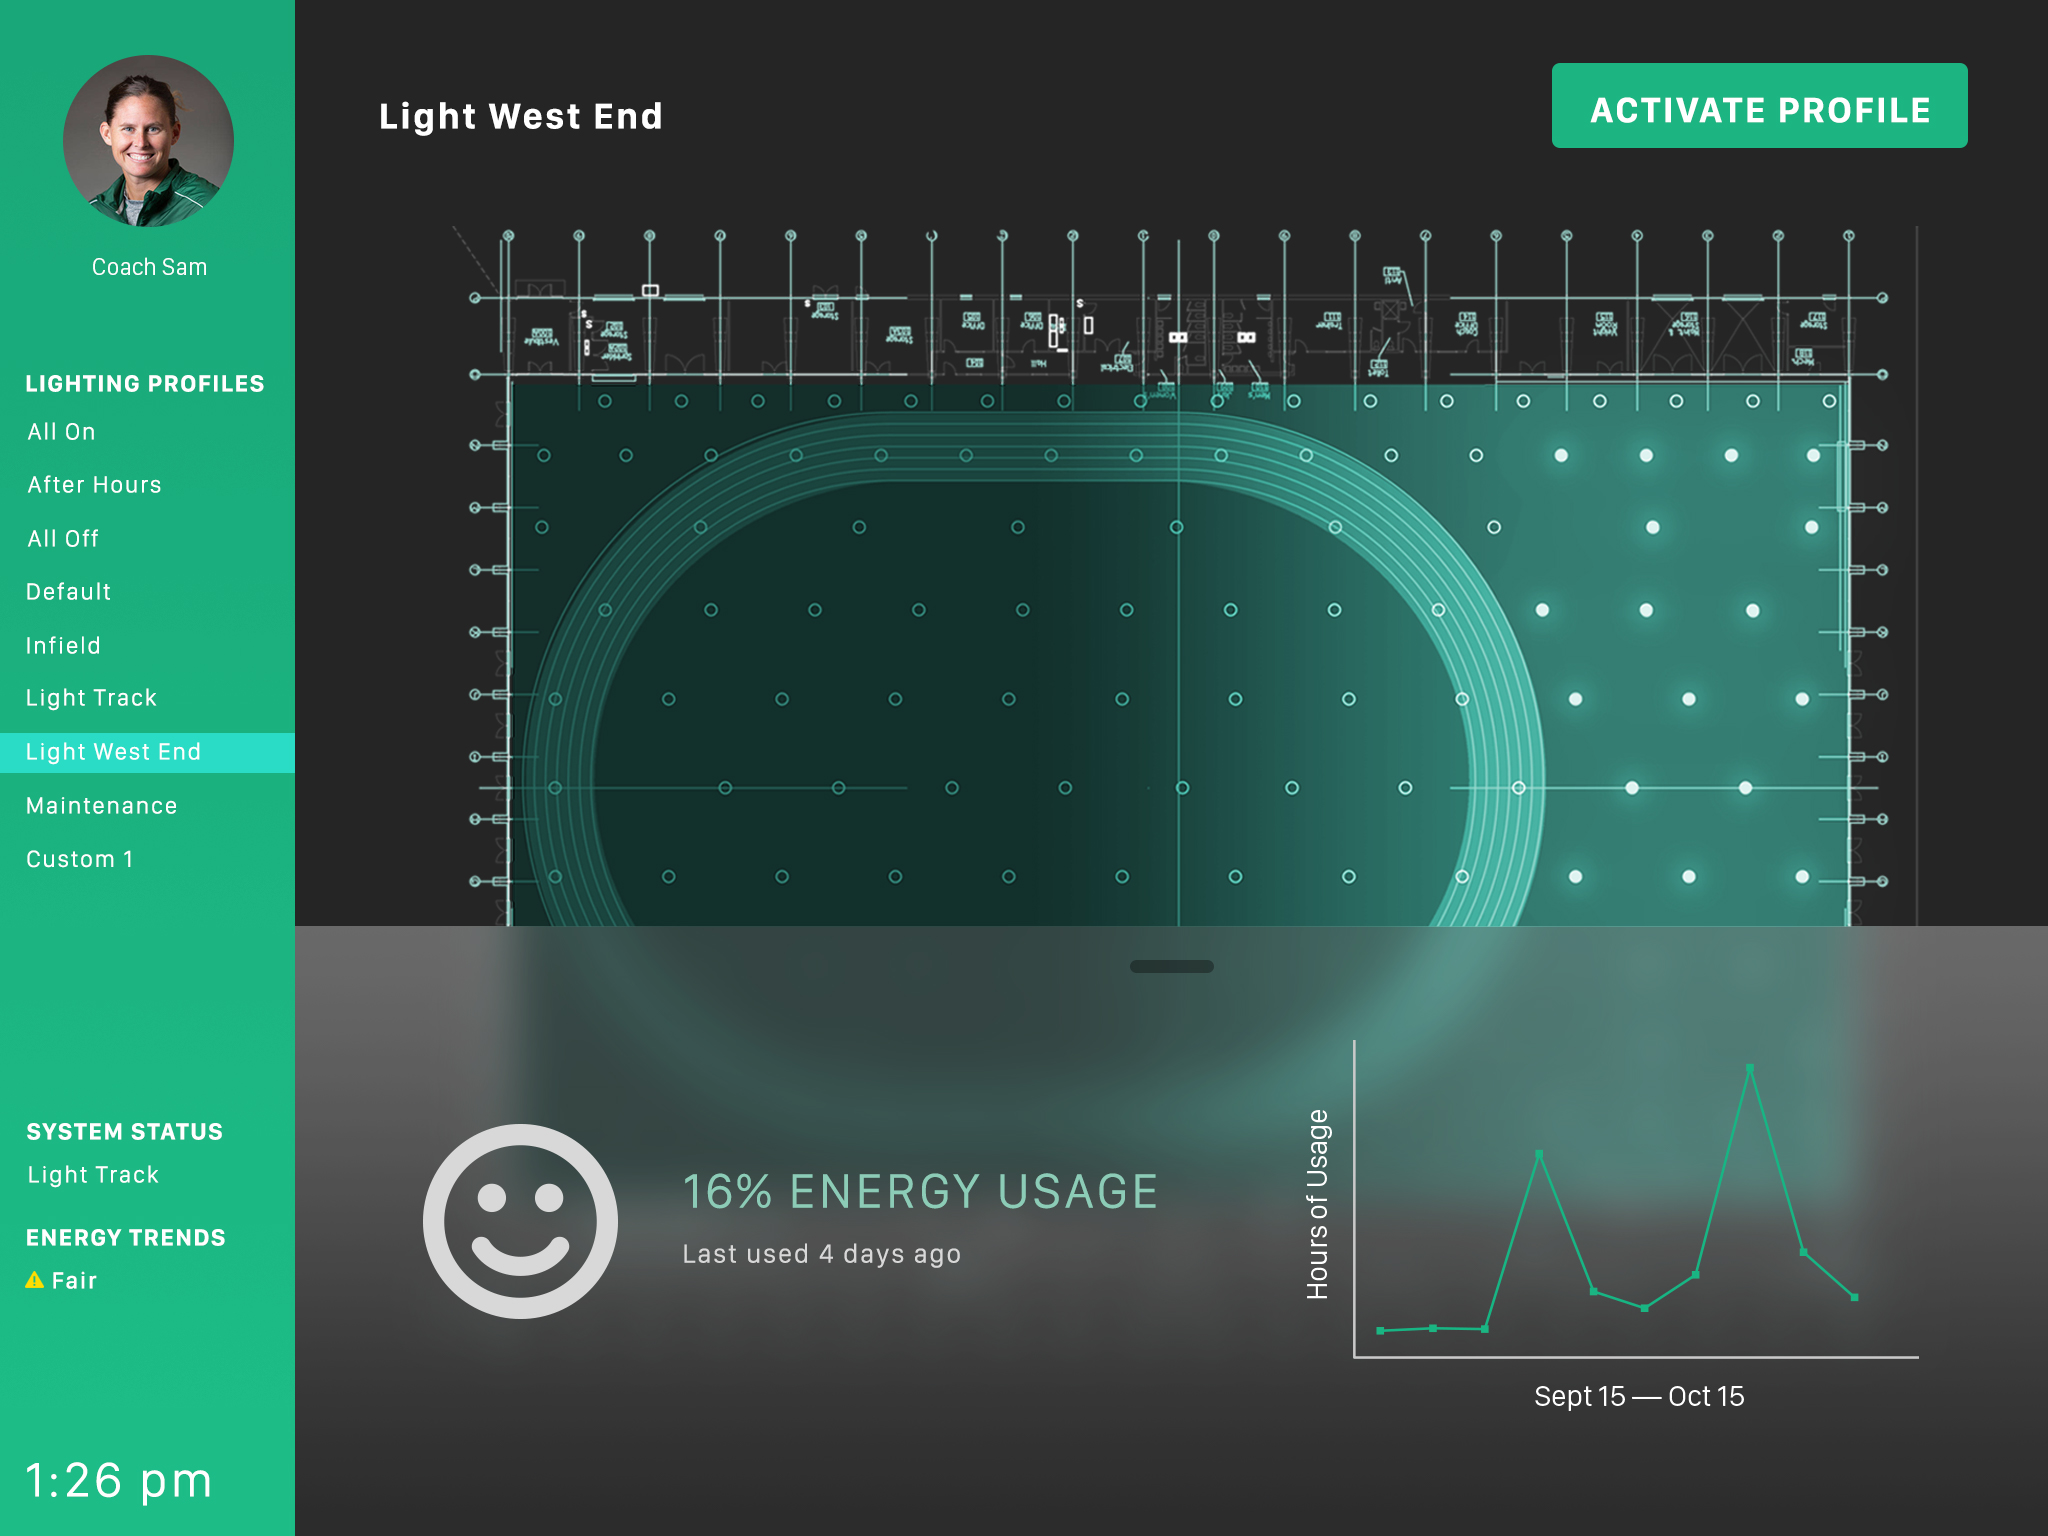 Coach Sam
LIGHTING PROFILES
All On
After Hours
All Off
Default
Infield
Light Track
Light West End
Maintenance
Custom 1
SYSTEM STATUS
Light Track
ENERGY TRENDS
Fair
1:26 pm
Light West End
ACTIVATE PROFILE
16% ENERGY USAGE
Last used 4 days ago
Hours of Usage
Sept 15 — Oct 15